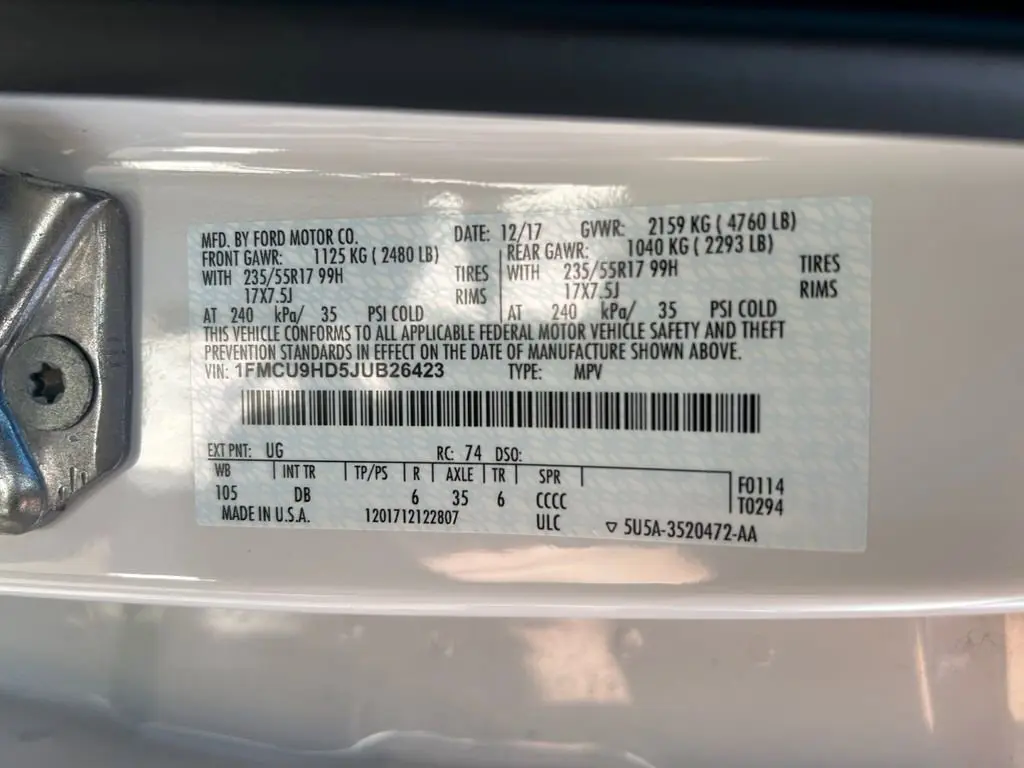 MFD. BY FORD MOTOR CO. DATE: 12/17 GVWR: 2159 KG ( 4760 LB)
FRONT GAWR: 1125 KG ( 2480 LB) REAR GAWR: 1040 KG ( 2293 LB)
WITH 235/55R17 99H TIRES WITH 235/55R17 99H TIRES
17X7.5J RIMS 17X7.5J RIMS
AT 240 kPa/ 35 PSI COLD AT 240 kPa/ 35 PSI COLD
THIS VEHICLE CONFORMS TO ALL APPLICABLE FEDERAL MOTOR VEHICLE SAFETY AND THEFT
PREVENTION STANDARDS IN EFFECT ON THE DATE OF MANUFACTURE SHOWN ABOVE.
VIN: 1FMCU9HD5JUB26423 TYPE: MPV
EXT PNT: UG RC: 74 DSO:
WB INT TR TP/PS R AXLE TR SPR F0114
105 DB 6 35 6 CCCC T0294
MADE IN U.S.A. 1201712122807 ULC ▽ 5U5A-3520472-AA